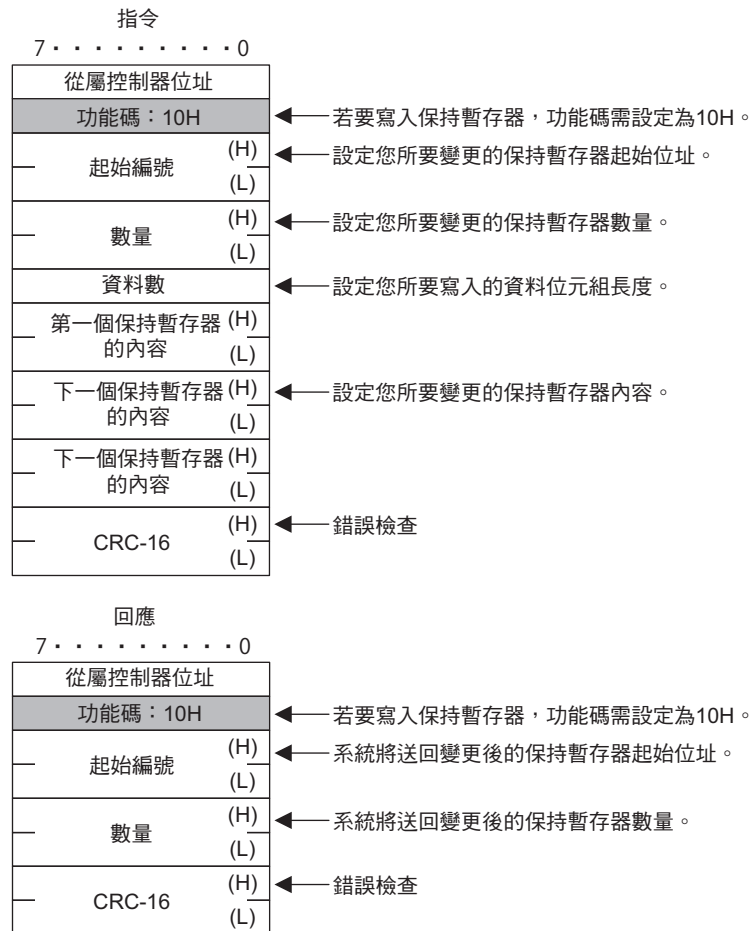 指令
7・・・・・・・・・0
從屬控制器位址
功能碼：10H
若要寫入保持暫存器，功能碼需設定為10H。
起始編號
(H)
(L)
設定您所要變更的保持暫存器起始位址。
數量
(H)
(L)
設定您所要變更的保持暫存器數量。
資料數
設定您所要寫入的資料位元組長度。
第一個保持暫存器 (H)
的內容
(L)
下一個保持暫存器 (H)
的內容
(L)
設定您所要變更的保持暫存器內容。
下一個保持暫存器 (H)
的內容
(L)
CRC-16
(H)
(L)
錯誤檢查
回應
7・・・・・・・・・0
從屬控制器位址
功能碼：10H
若要寫入保持暫存器，功能碼需設定為10H。
起始編號
(H)
(L)
系統將送回變更後的保持暫存器起始位址。
數量
(H)
(L)
系統將送回變更後的保持暫存器數量。
CRC-16
(H)
(L)
錯誤檢查